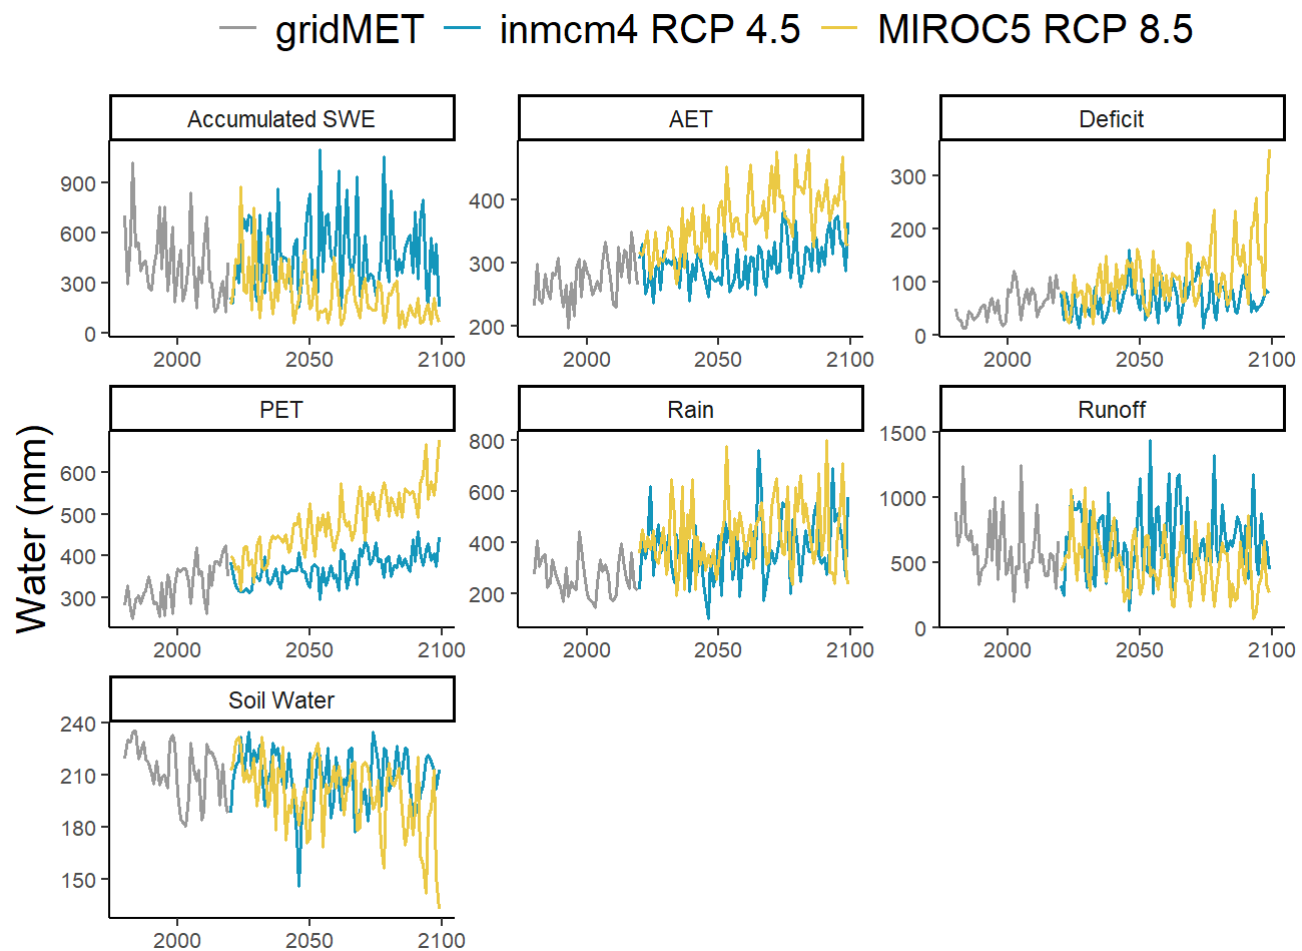 gridMET inmcm4 RCP 4.5 MIROC5 RCP 8.5
Water (mm)
Accumulated SWE
900
600
300
0
2000 2050 2100
AET
400
300
200
2000 2050 2100
Deficit
300
200
100
0
2000 2050 2100
PET
600
500
400
300
2000 2050 2100
Rain
800
600
400
200
2000 2050 2100
Runoff
1500
1000
500
0
2000 2050 2100
Soil Water
240
210
180
150
2000 2050 2100